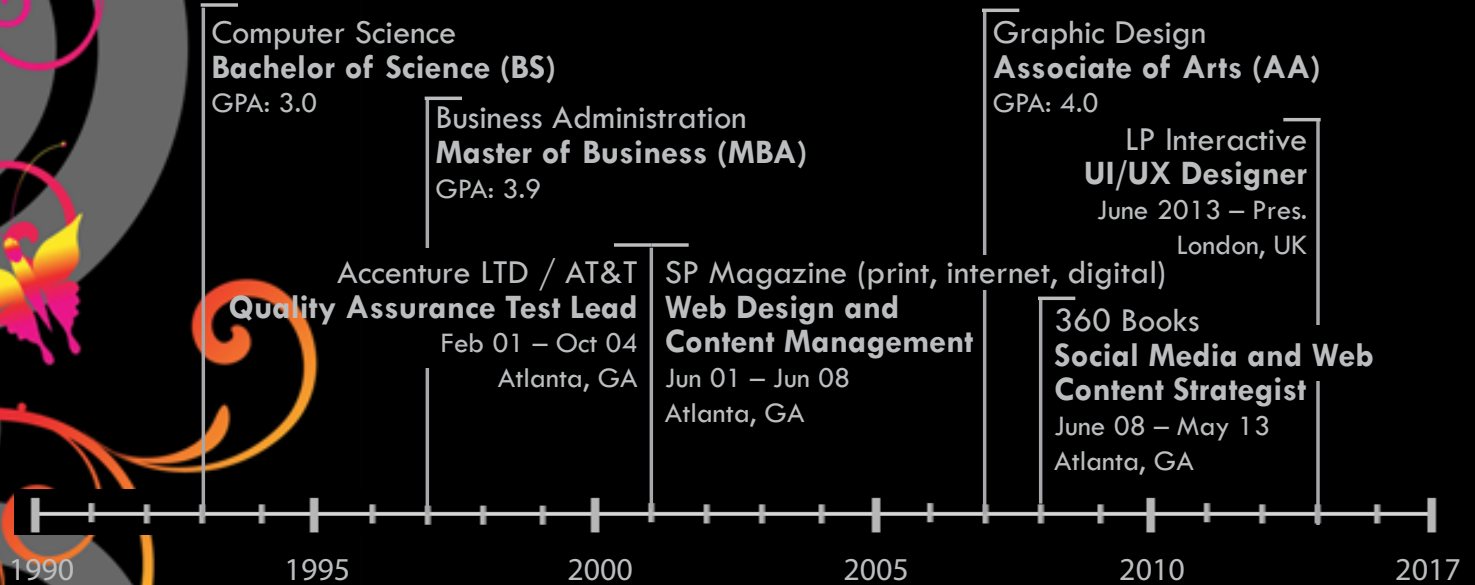 Computer Science
Bachelor of Science (BS)
GPA: 3.0
Business Administration
Master of Business (MBA)
GPA: 3.9
Graphic Design
Associate of Arts (AA)
GPA: 4.0
LP Interactive
UI/UX Designer
June 2013 – Pres.
London, UK
Accenture LTD / AT&T
Quality Assurance Test Lead
Feb 01 – Oct 04
Atlanta, GA
SP Magazine (print, internet, digital)
Web Design and
Content Management
Jun 01 – Jun 08
Atlanta, GA
360 Books
Social Media and Web
Content Strategist
June 08 – May 13
Atlanta, GA
1990
1995
2000
2005
2010
2017